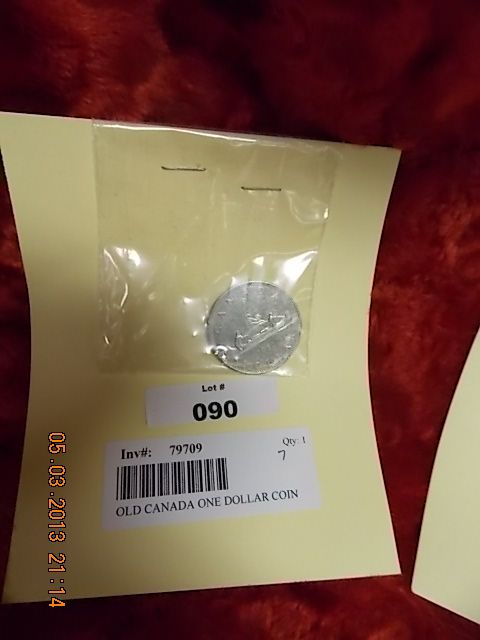 Lot #
090
Inv#: 79709
Qty: 1
7
OLD CANADA ONE DOLLAR COIN
05.03.2013 21:14